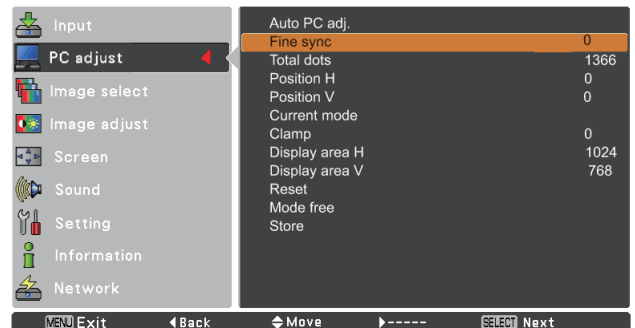 Input
PC adjust
Image select
Image adjust
Screen
Sound
Setting
Information
Network
Auto PC adj.
Fine sync 0
Total dots 1366
Position H 0
Position V 0
Current mode
Clamp 0
Display area H 1024
Display area V 768
Reset
Mode free
Store
MENU Exit Back Move ----- SELECT Next